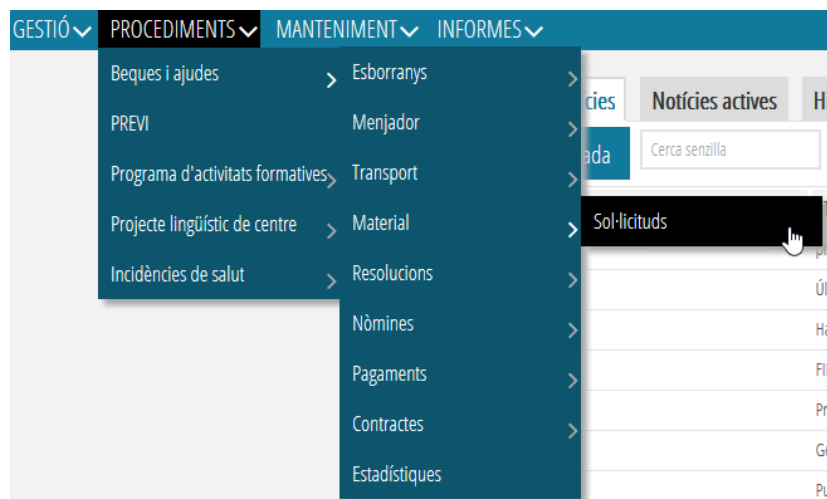 GESTIÓ PROCEDIMENTS MANTENIMENT INFORMES
Beques i ajudes
PREVI
Programa d'activitats formatives
Projecte lingüístic de centre
Incidències de salut
Esborranys
Menjador
Transport
Material
Resolucions
Nòmines
Pagaments
Contractes
Estadístiques
Sol·licituds
cies Notícies actives
ada Cerca senzilla